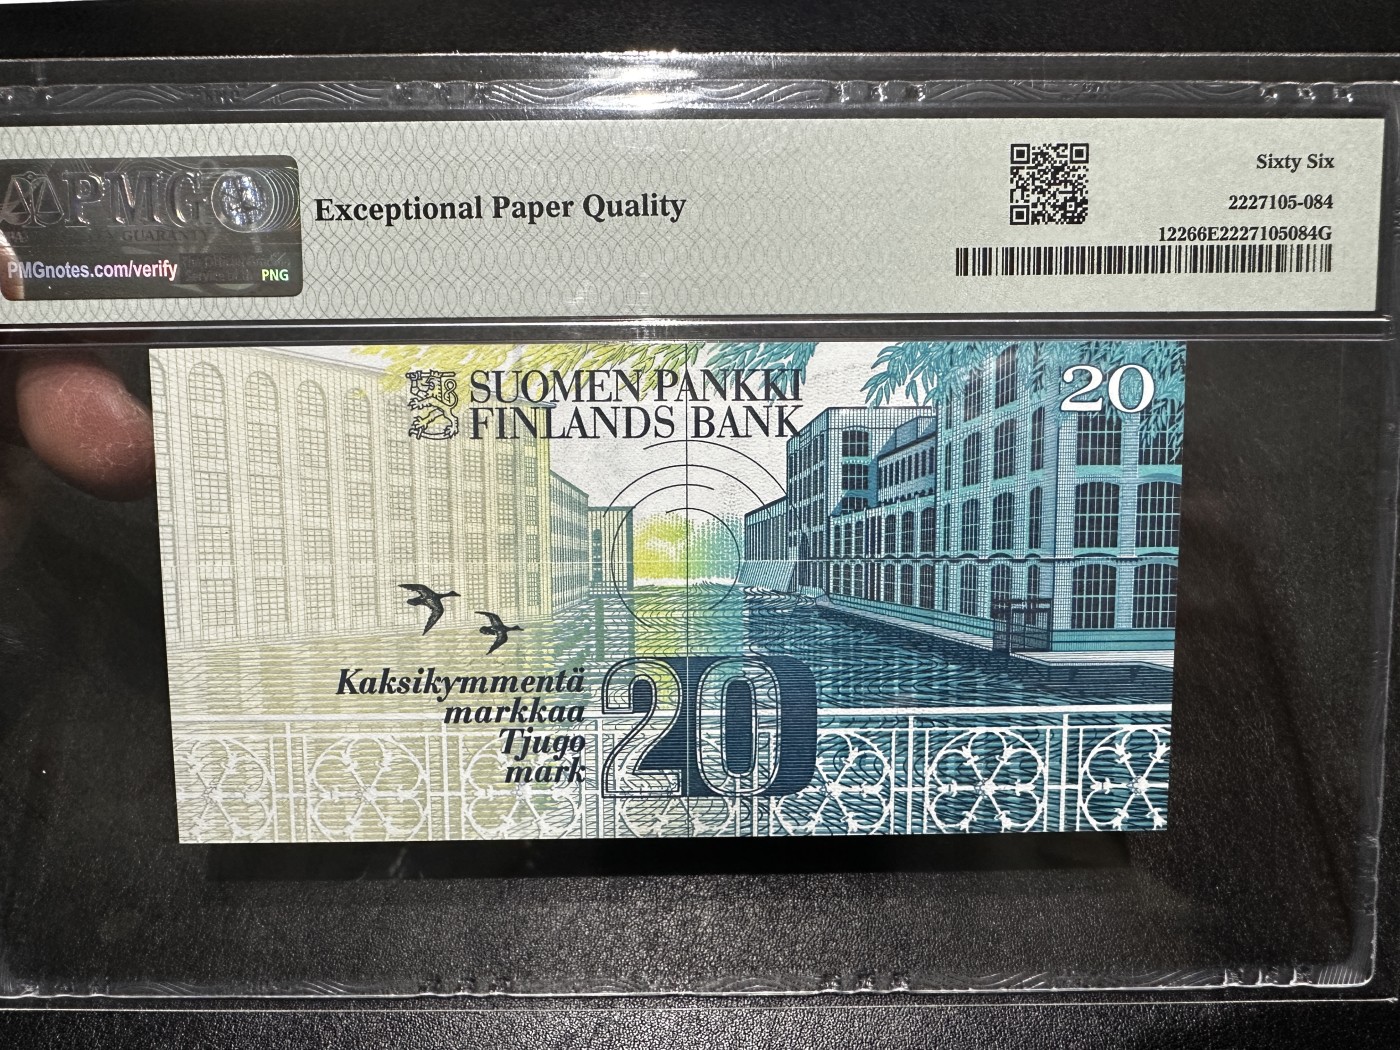 PMG
GUARANTY
PMGnotes.com/verify
PNG
Exceptional Paper Quality
Sixty Six
2227105-084
12266E2227105084G
SUOMEN PANKKI
FINLANDS BANK
20
Kaksikymmentä
markkaa
Tjugo
mark
20